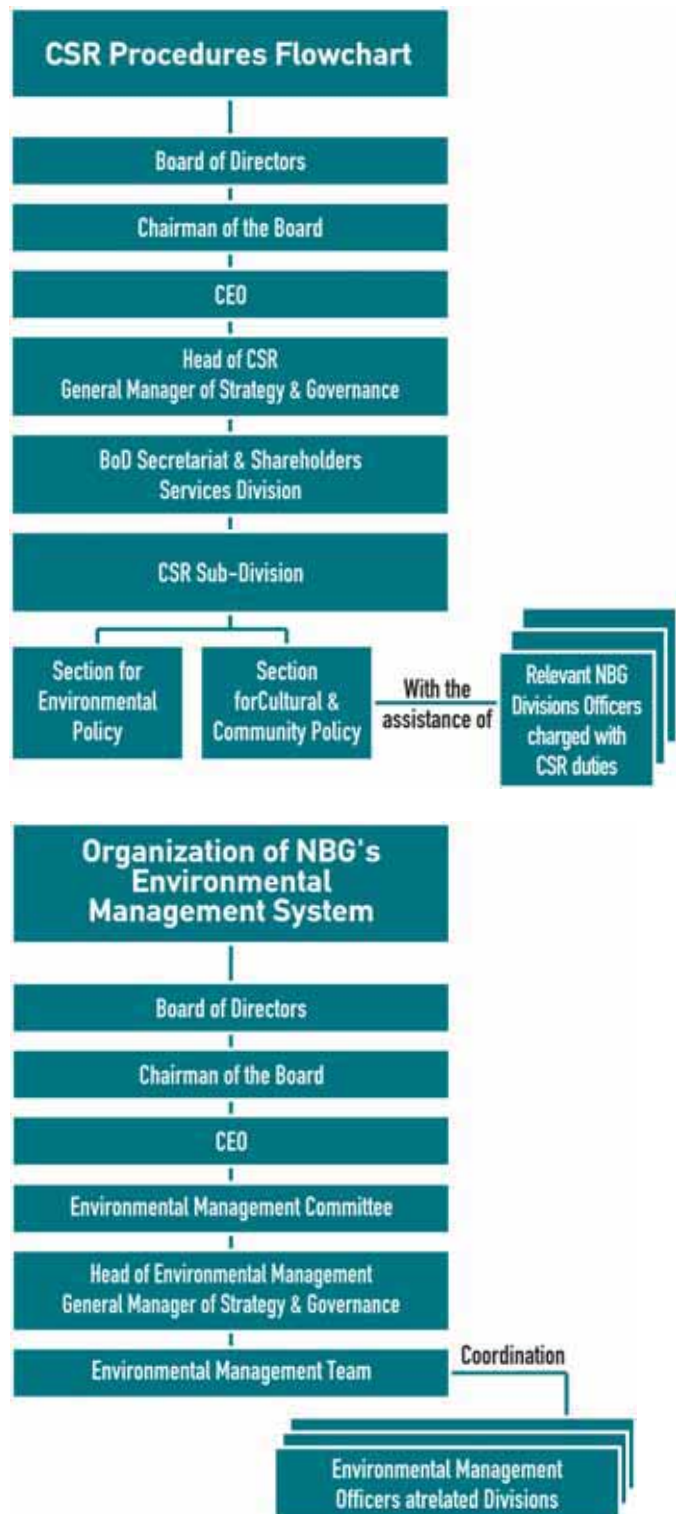 CSR Procedures Flowchart
Board of Directors
Chairman of the Board
CEO
Head of CSR
General Manager of Strategy & Governance
BoD Secretariat & Shareholders
Services Division
CSR Sub-Division
Section for
Environmental
Policy
Section
forCultural &
Community Policy
With the
assistance of
Relevant NBG
Divisions Officers
charged with
CSR duties
Organization of NBG's
Environmental
Management System
Board of Directors
Chairman of the Board
CEO
Environmental Management Committee
Head of Environmental Management
General Manager of Strategy & Governance
Environmental Management Team
Coordination
Environmental Management
Officers atrelated Divisions